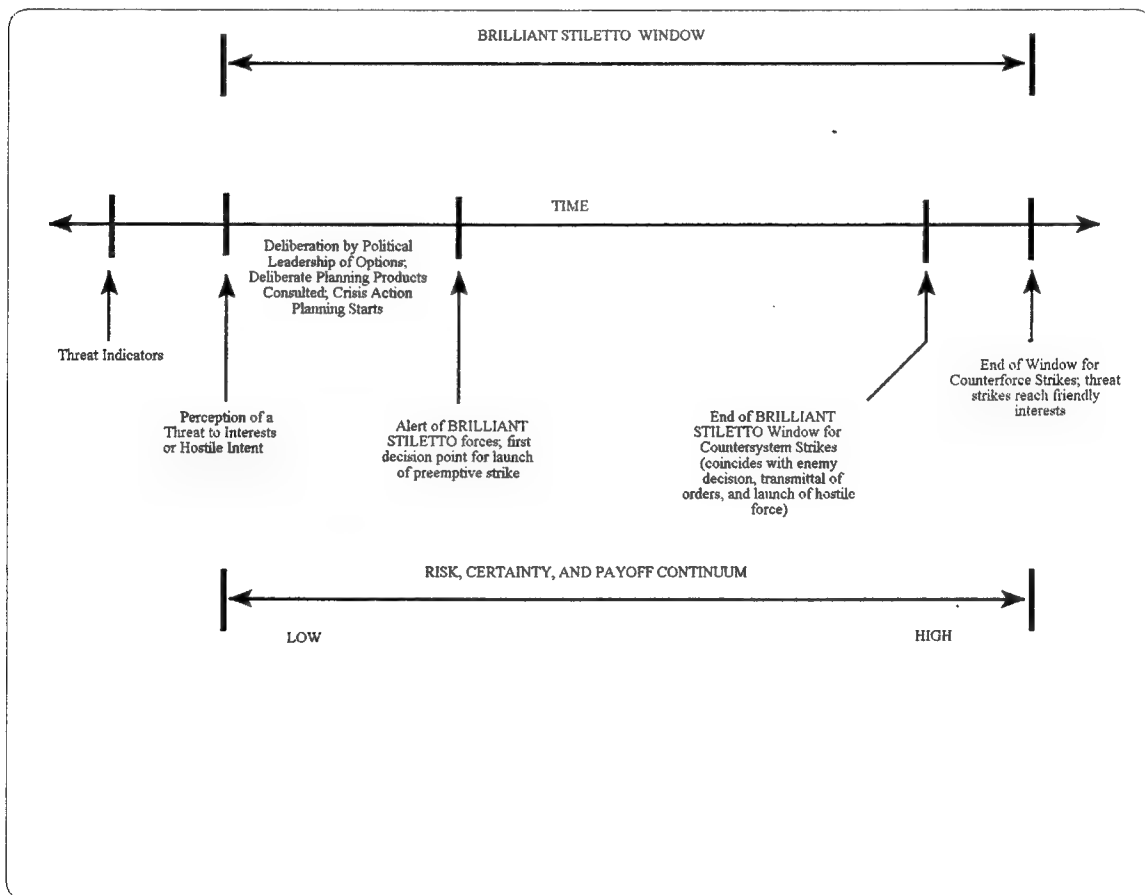 BRILLIANT STILETTO WINDOW
TIME
Deliberation by Political
Leadership of Options;
Deliberate Planning Products
Consulted; Crisis Action
Planning Starts
Threat Indicators
Perception of a
Threat to Interests
or Hostile Intent
Alert of BRILLIANT
STILETTO forces; first
decision point for launch
of preemptive strike
End of BRILLIANT
STILETTO Window for
Countersystem Strikes
(coincides with enemy
decision, transmittal of
orders, and launch of hostile
force)
End of Window for
Counterforce Strikes; threat
strikes reach friendly
interests
RISK, CERTAINTY, AND PAYOFF CONTINUUM
LOW
HIGH